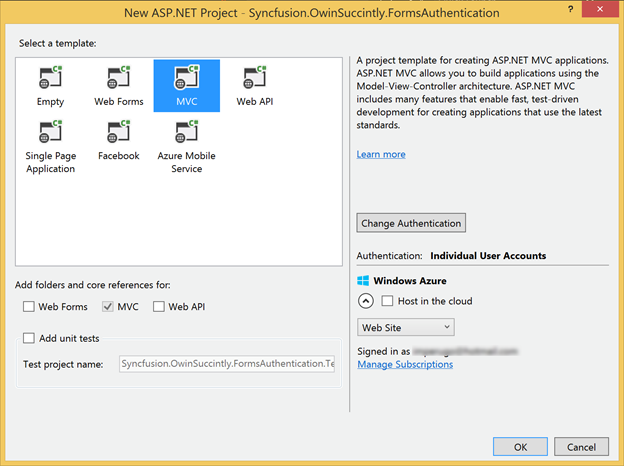 New ASP.NET Project - Syncfusion.OwinSuccintly.FormsAuthentication
?
Select a template:
Empty
Web Forms
MVC
Web API
Single Page
Application
Facebook
Azure Mobile
Service
Add folders and core references for:
Web Forms
MVC
Web API
Add unit tests
Test project name:
Syncfusion.OwinSuccintly.FormsAuthentication.Te
A project template for creating ASP.NET MVC applications.
ASP.NET MVC allows you to build applications using the
Model-View-Controller architecture. ASP.NET MVC
includes many features that enable fast, test-driven
development for creating applications that use the latest
standards.
Learn more
Change Authentication
Authentication: Individual User Accounts
Windows Azure
Host in the cloud
Web Site
Signed in as
Manage Subscriptions
OK
Cancel